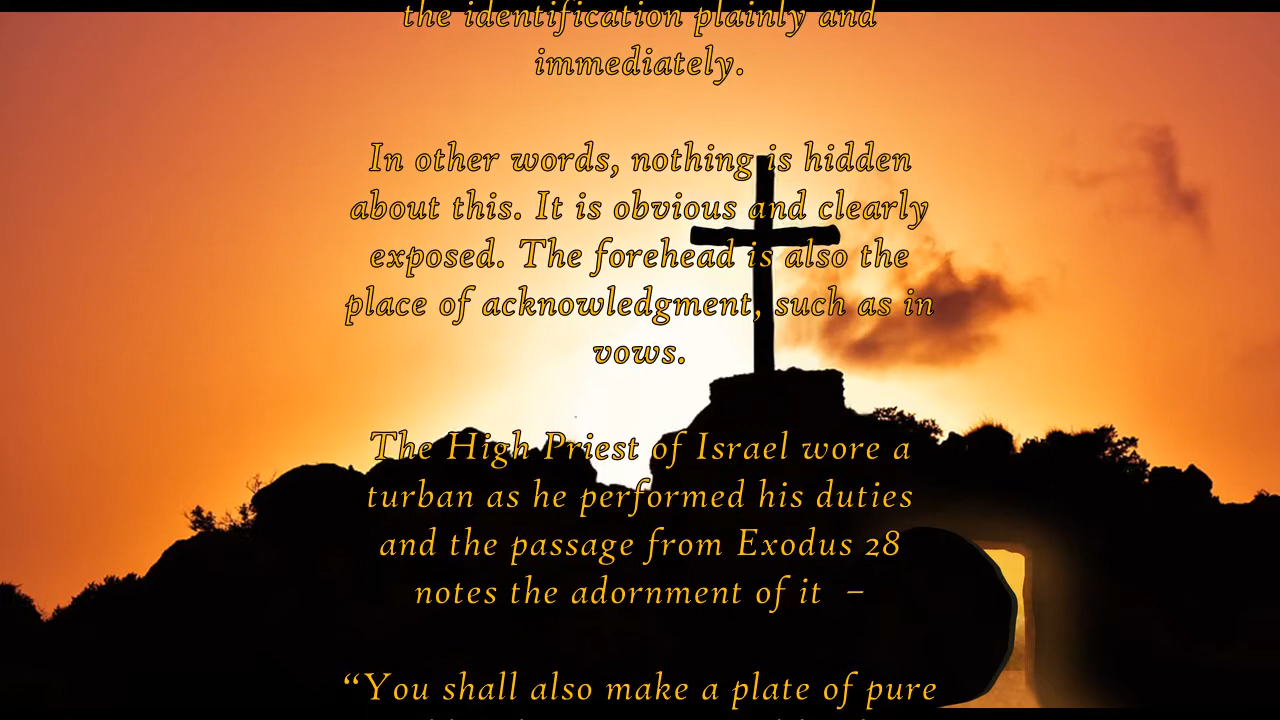 the identification plainly and
immediately.
In other words, nothing is hidden
about this. It is obvious and clearly
exposed. The forehead is also the
place of acknowledgment, such as in
vows.
The High Priest of Israel wore a
turban as he performed his duties
and the passage from Exodus 28
notes the adornment of it –
“You shall also make a plate of pure